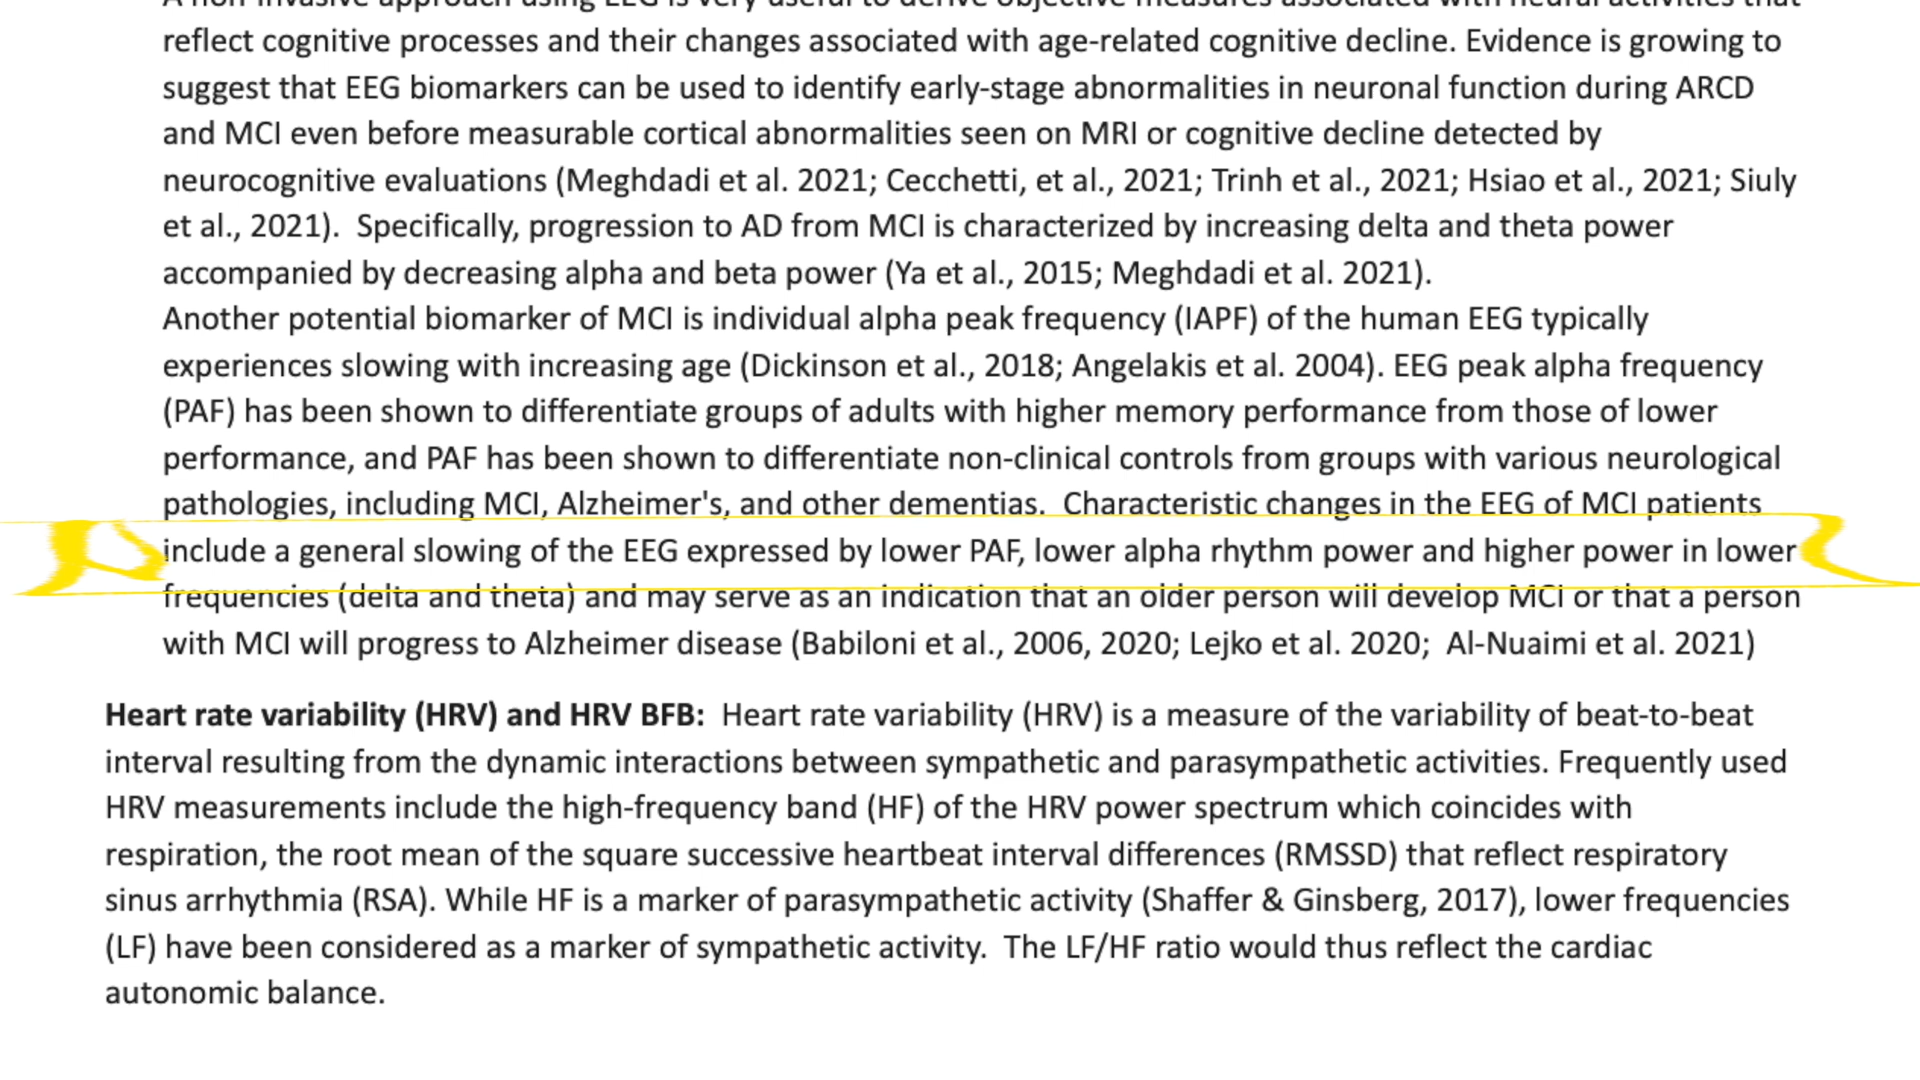 A non-invasive approach using EEG is very useful to derive objective measures associated with neural activities that
reflect cognitive processes and their changes associated with age-related cognitive decline. Evidence is growing to
suggest that EEG biomarkers can be used to identify early-stage abnormalities in neuronal function during ARCD
and MCI even before measurable cortical abnormalities seen on MRI or cognitive decline detected by
neurocognitive evaluations (Meghdadi et al. 2021; Cecchetti, et al., 2021; Trinh et al., 2021; Hsiao et al., 2021; Siuly
et al., 2021).  Specifically, progression to AD from MCI is characterized by increasing delta and theta power
accompanied by decreasing alpha and beta power (Ya et al., 2015; Meghdadi et al. 2021).
Another potential biomarker of MCI is individual alpha peak frequency (IAPF) of the human EEG typically
experiences slowing with increasing age (Dickinson et al., 2018; Angelakis et al. 2004). EEG peak alpha frequency
(PAF) has been shown to differentiate groups of adults with higher memory performance from those of lower
performance, and PAF has been shown to differentiate non-clinical controls from groups with various neurological
pathologies, including MCI, Alzheimer's, and other dementias.  Characteristic changes in the EEG of MCI patients
include a general slowing of the EEG expressed by lower PAF, lower alpha rhythm power and higher power in lower
frequencies (delta and theta) and may serve as an indication that an older person will develop MCI or that a person
with MCI will progress to Alzheimer disease (Babiloni et al., 2006, 2020; Lejko et al. 2020;  Al-Nuaimi et al. 2021)
Heart rate variability (HRV) and HRV BFB:  Heart rate variability (HRV) is a measure of the variability of beat-to-beat
interval resulting from the dynamic interactions between sympathetic and parasympathetic activities. Frequently used
HRV measurements include the high-frequency band (HF) of the HRV power spectrum which coincides with
respiration, the root mean of the square successive heartbeat interval differences (RMSSD) that reflect respiratory
sinus arrhythmia (RSA). While HF is a marker of parasympathetic activity (Shaffer & Ginsberg, 2017), lower frequencies
(LF) have been considered as a marker of sympathetic activity.  The LF/HF ratio would thus reflect the cardiac
autonomic balance.